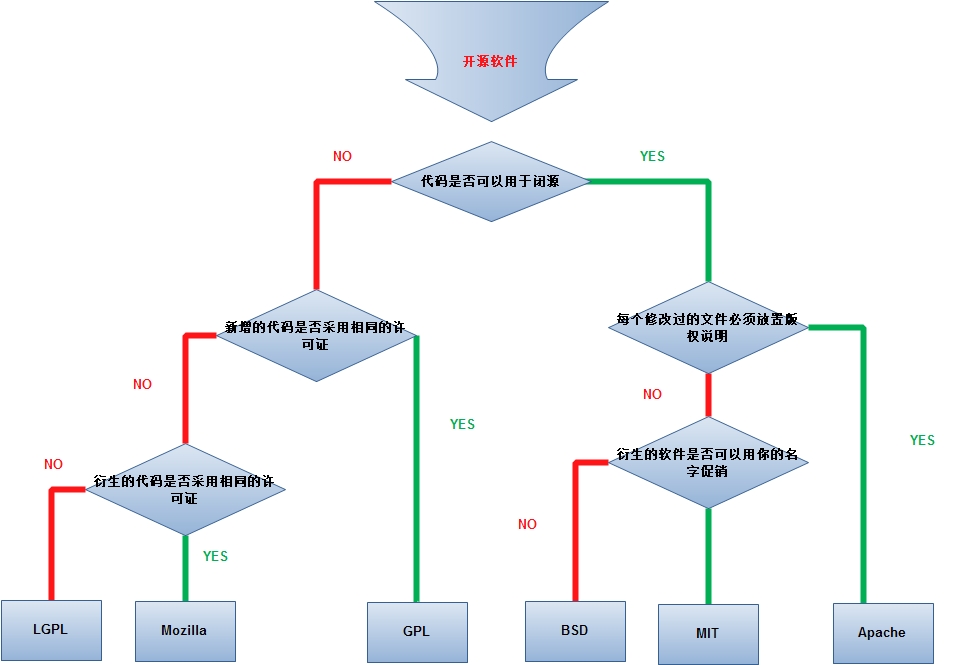 开源软件
NO
YES
代码是否可以用于闭源
新增的代码是否采用相同的许
可证
每个修改过的文件必须放置版
权说明
NO
NO
YES
YES
衍生的软件是否可以用你的名
字促销
NO
衍生的代码是否采用相同的许
可证
NO
YES
LGPL
Mozilla
GPL
BSD
MIT
Apache